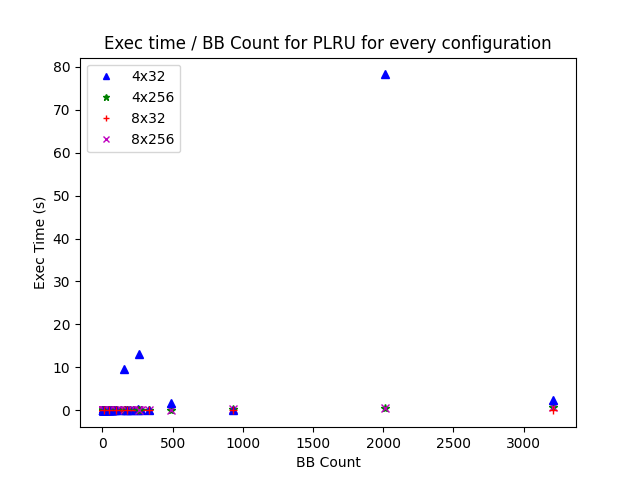 Exec time / BB Count for PLRU for every configuration
4x32
4x256
8x32
8x256
80
70
60
50
40
30
20
10
0
Exec Time (s)
0 500 1000 1500 2000 2500 3000
BB Count